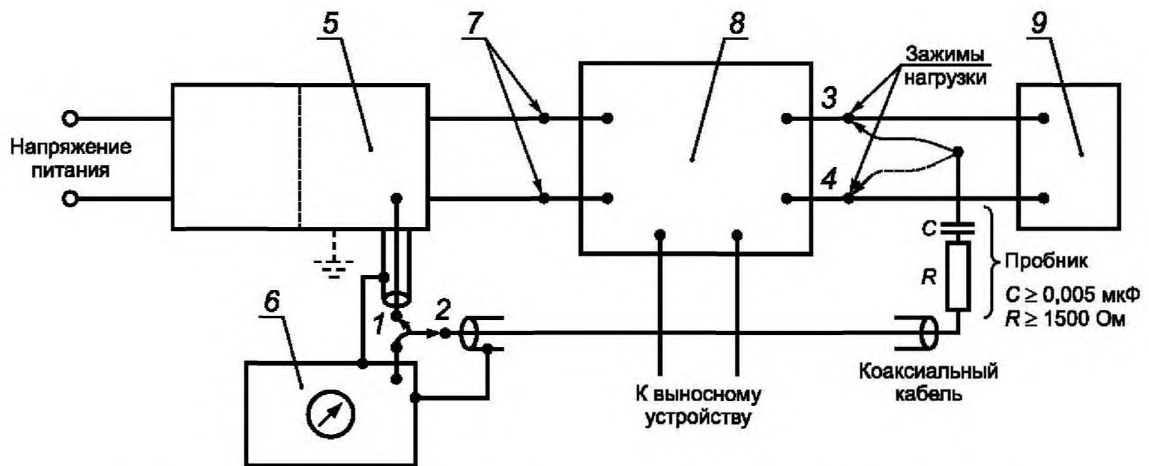 5
7
8
9
Зажимы
нагрузки
3
Напряжение
питания
4
C
R
Пробник
C ≥ 0,005 мкФ
R ≥ 1500 Ом
1
2
6
К выносному
устройству
Коаксиальный
кабель